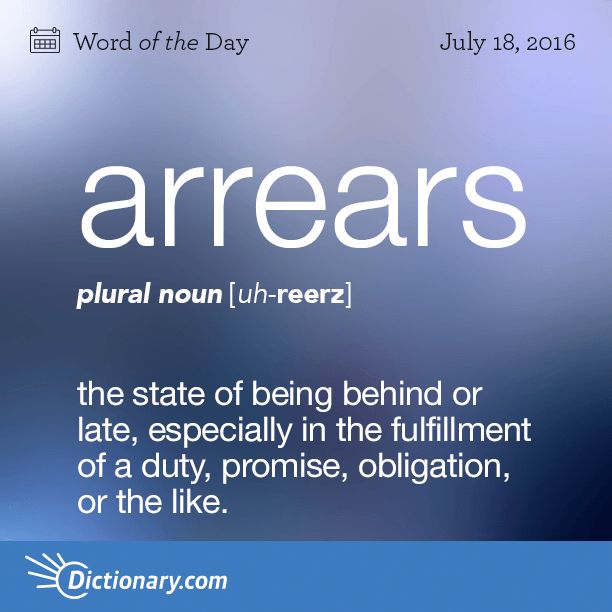 Word of the Day
July 18, 2016
arrears
plural noun [uh-reerz]
the state of being behind or
late, especially in the fulfillment
of a duty, promise, obligation,
or the like.
Dictionary.com